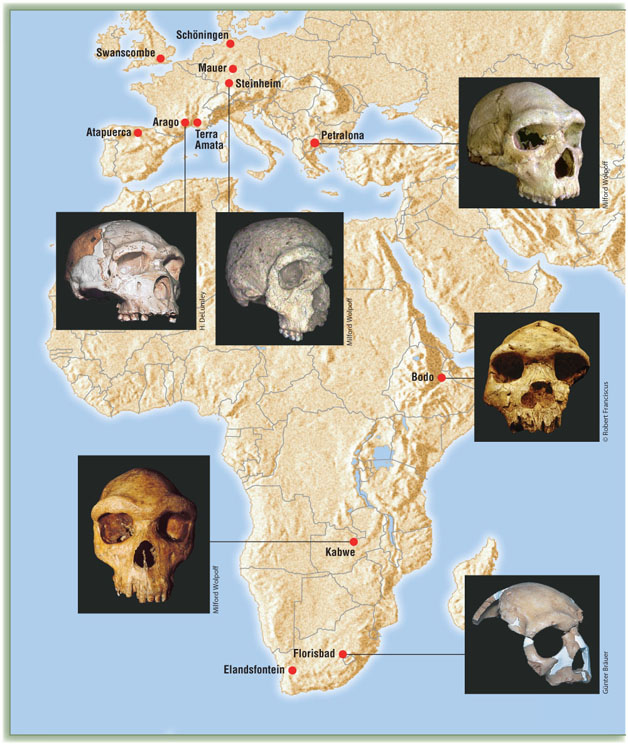 Schöningen
Swanscombe
Mauer
Steinheim
Arago
Terra
Amata
Atapuerca
Petralona
Milford Wolpoff
H. DeLumley
Milford Wolpoff
Bodo
© Robert Franciscus
Kabwe
Milford Wolpoff
Florisbad
Elandsfontein
Günter Bräuer